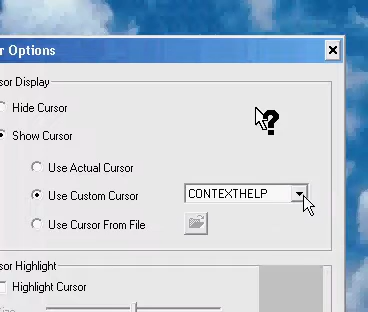 r Options
sor Display
Hide Cursor
Show Cursor
Use Actual Cursor
Use Custom Cursor
CONTEXTHELP
Use Cursor From File
sor Highlight
Highlight Cursor